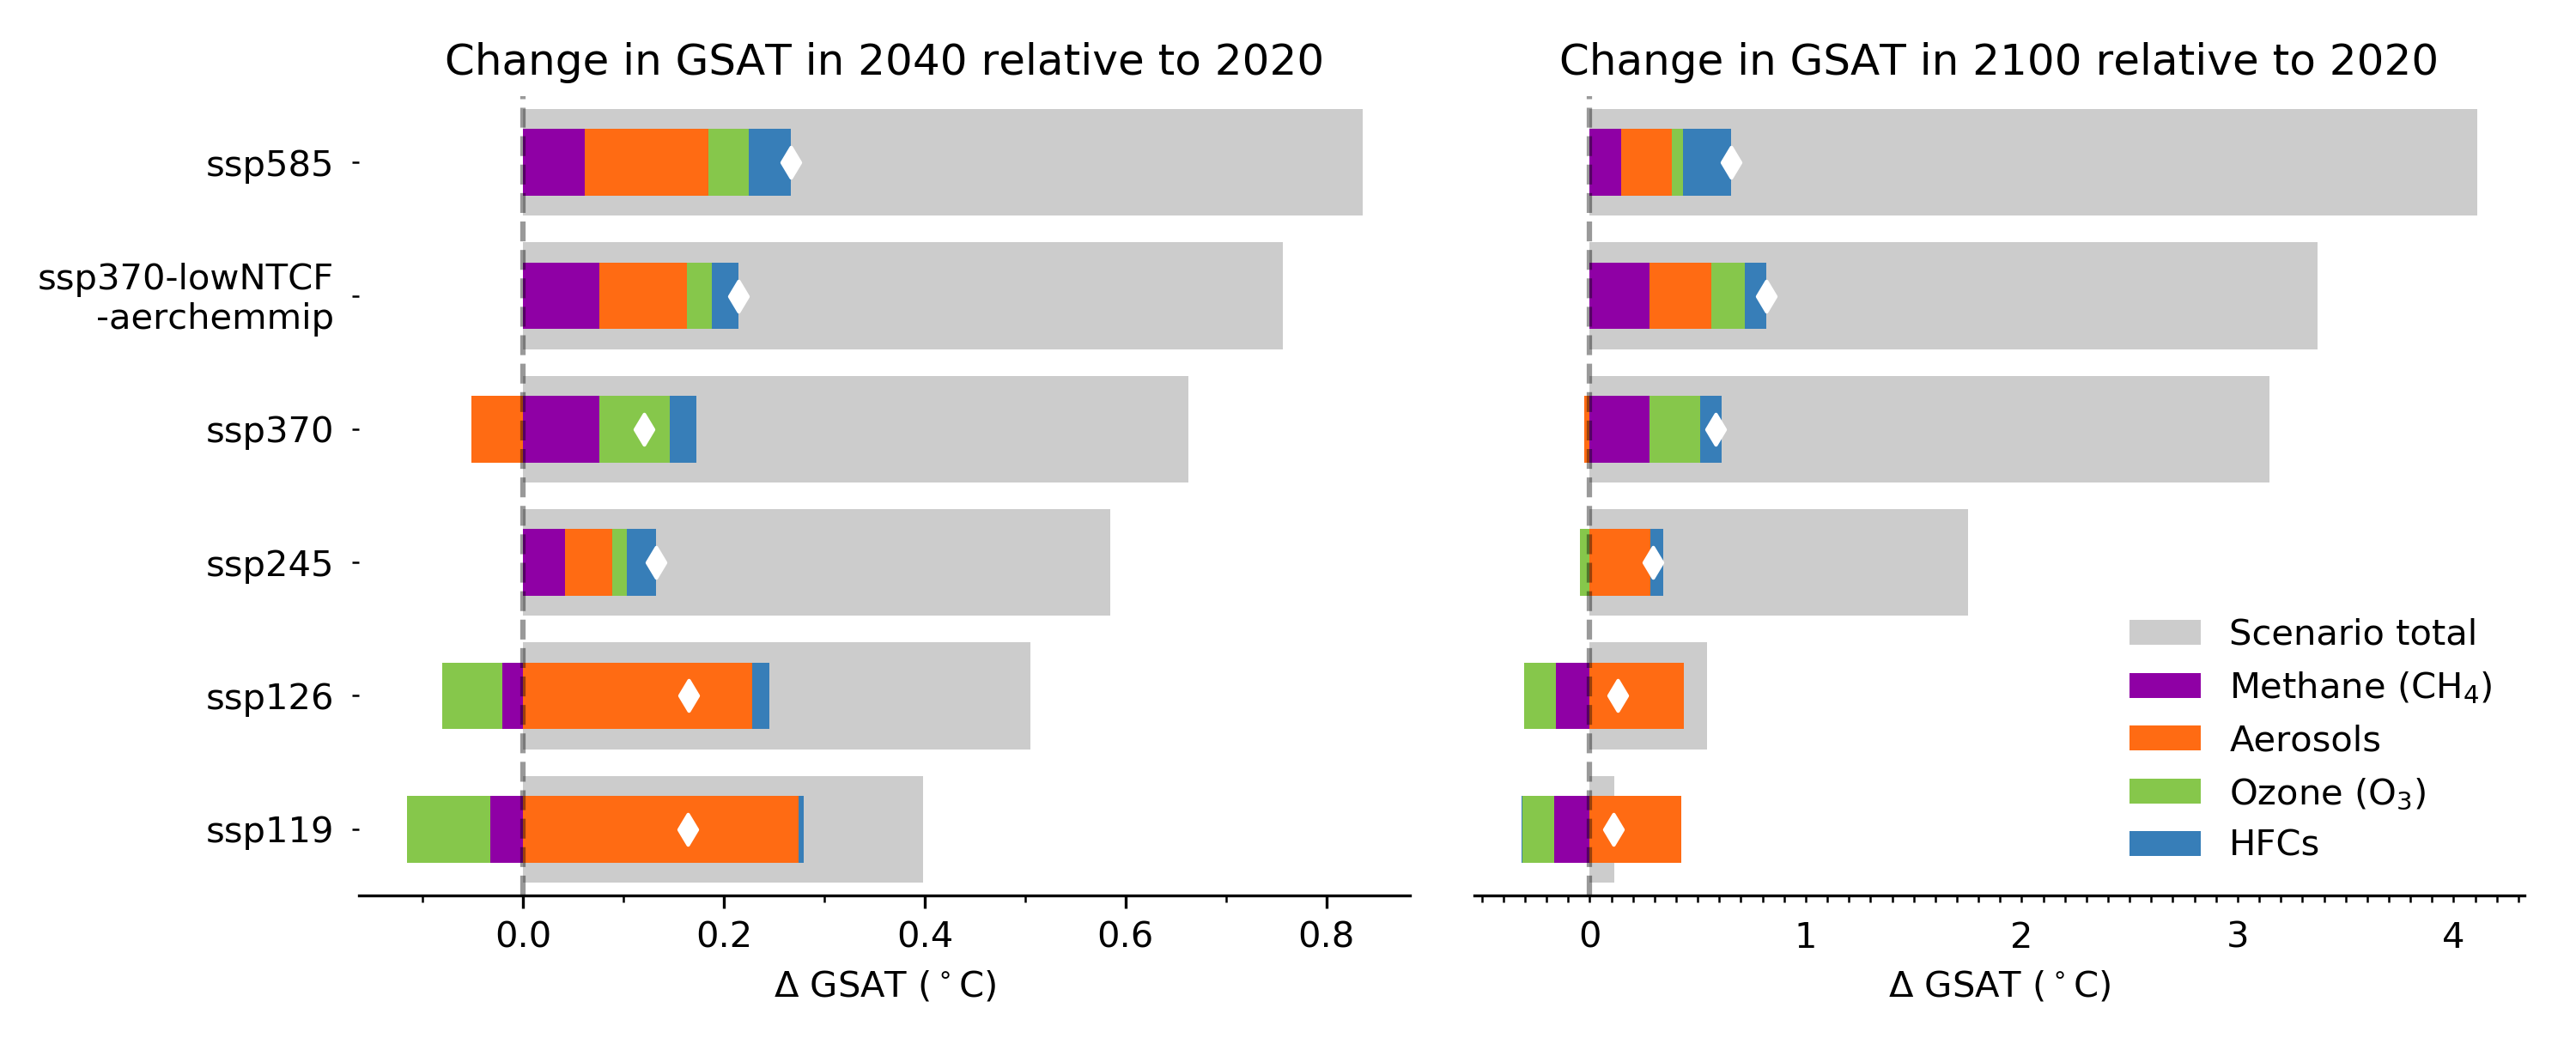 Change in GSAT in 2040 relative to 2020
Change in GSAT in 2100 relative to 2020
ssp585
ssp370-lowNTCF
-aerchemmip
ssp370
ssp245
ssp126
ssp119
0.0 0.2 0.4 0.6 0.8
Δ GSAT (°C)
Scenario total
Methane (CH₄)
Aerosols
Ozone (O₃)
HFCs
0 1 2 3 4
Δ GSAT (°C)